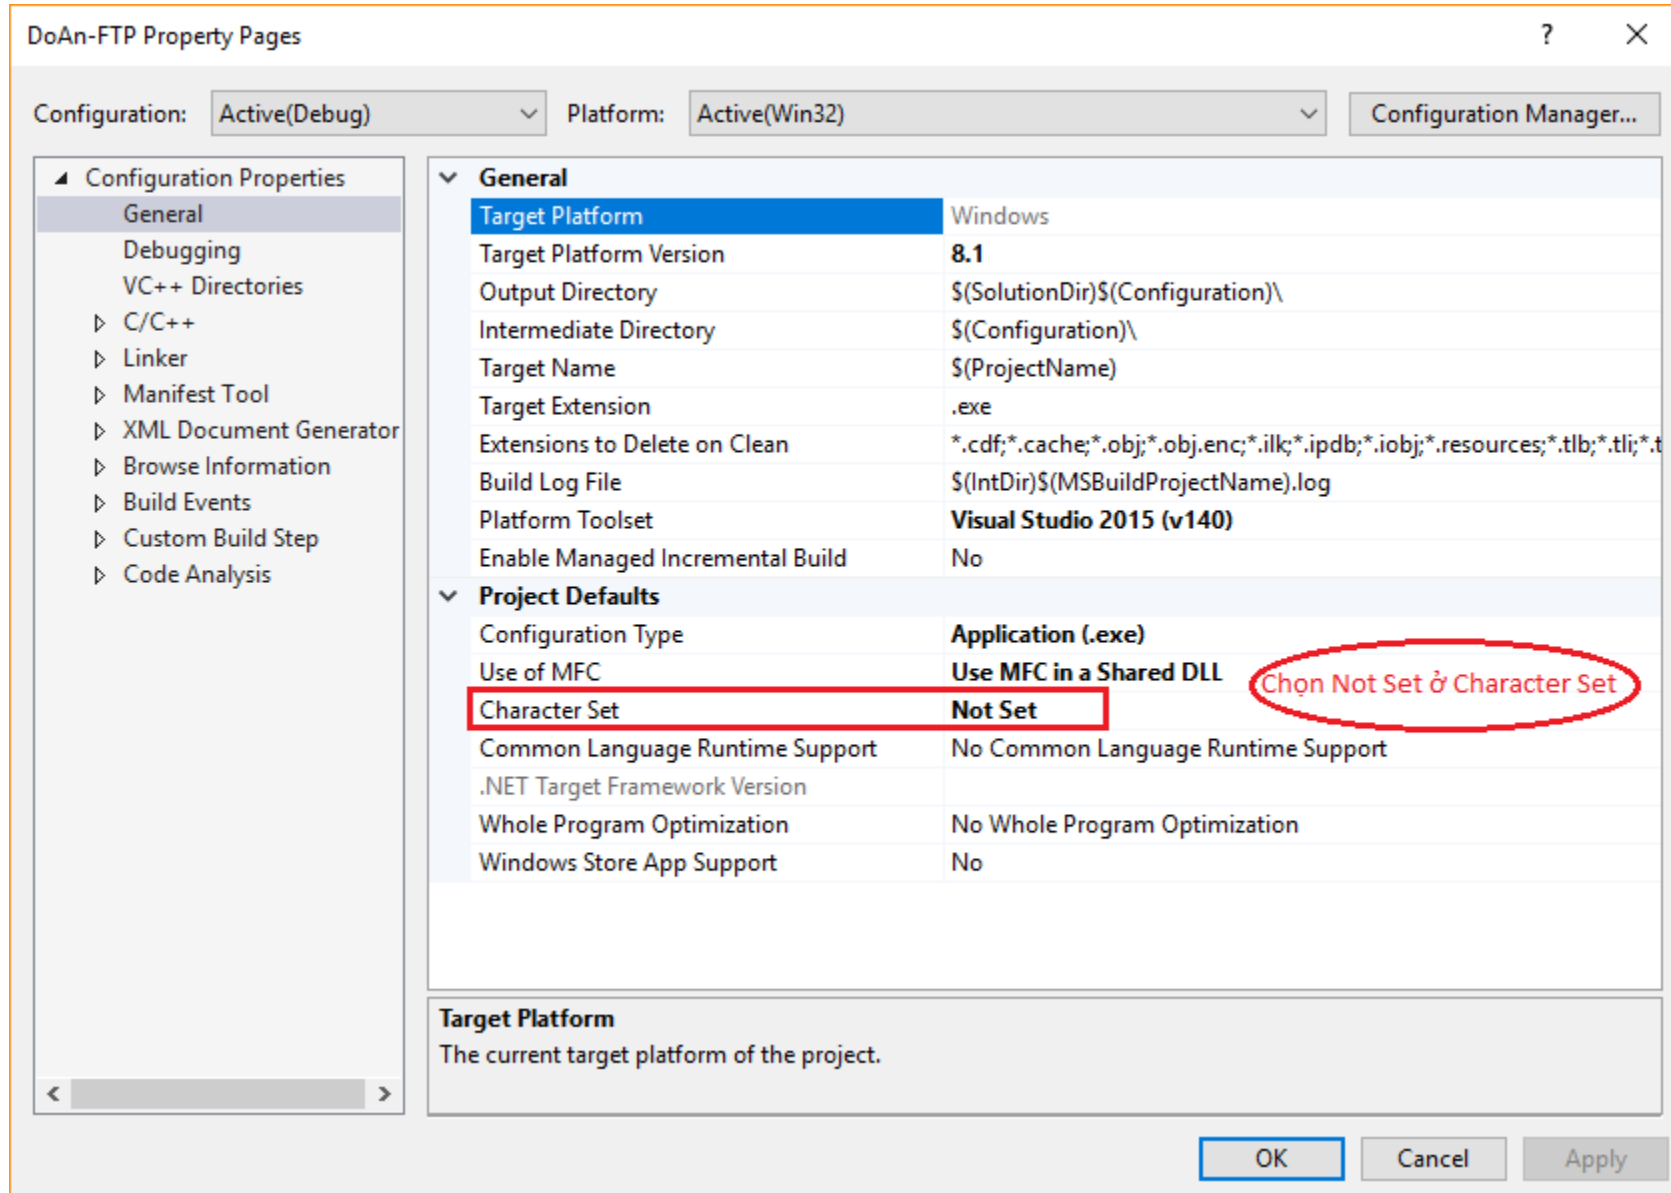 DoAn-FTP Property Pages
?
Configuration: Active(Debug) Platform: Active(Win32) Configuration Manager...
Configuration Properties
General
Debugging
VC++ Directories
C/C++
Linker
Manifest Tool
XML Document Generator
Browse Information
Build Events
Custom Build Step
Code Analysis
General
Target Platform Windows
Target Platform Version 8.1
Output Directory $(SolutionDir)$(Configuration)\
Intermediate Directory $(Configuration)\
Target Name $(ProjectName)
Target Extension .exe
Extensions to Delete on Clean *.cdf;*.cache;*.obj;*.obj.enc;*.ilk;*.ipdb;*.iobj;*.resources;*.tlb;*.tli;*.t
Build Log File $(IntDir)$(MSBuildProjectName).log
Platform Toolset Visual Studio 2015 (v140)
Enable Managed Incremental Build No
Project Defaults
Configuration Type Application (.exe)
Use of MFC Use MFC in a Shared DLL
Chọn Not Set ở Character Set
Character Set Not Set
Common Language Runtime Support No Common Language Runtime Support
.NET Target Framework Version
Whole Program Optimization No Whole Program Optimization
Windows Store App Support No
Target Platform
The current target platform of the project.
OK Cancel Apply